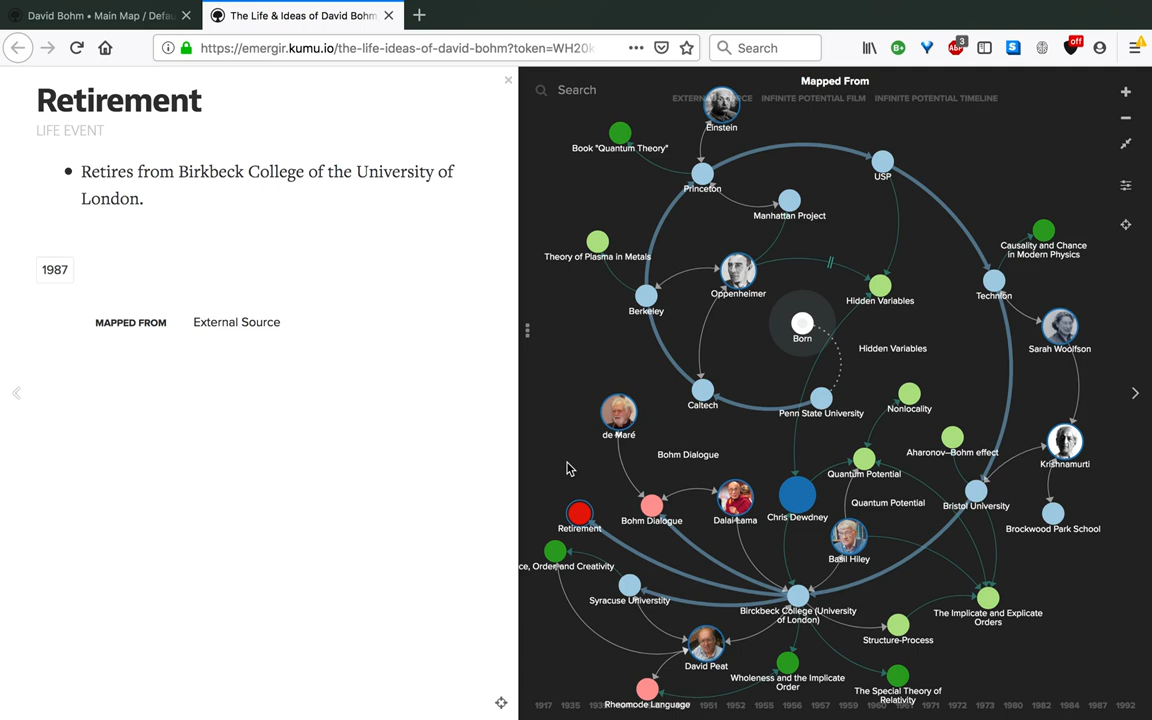 David Bohm • Main Map / Defau
The Life & Ideas of David Bohm
https://emergir.kumu.io/the-life-ideas-of-david-bohm?token=WH20k
Search
3
off
Retirement
LIFE EVENT
Retires from Birkbeck College of the University of
London.
1987
MAPPED FROM External Source
Search
Mapped From
EXTERNAL SOURCE INFINITE POTENTIAL FILM INFINITE POTENTIAL TIMELINE
Einstein
Book "Quantum Theory"
USP
Princeton
Manhattan Project
Causality and Chance
in Modern Physics
Theory of Plasma in Metals
Oppenheimer
Technion
Hidden Variables
Berkeley
Born
Hidden Variables
Sarah Woolfson
Caltech
Penn State University
Nonlocality
de Maré
Bohm Dialogue
Aharonov–Bohm effect
Krishnamurti
Quantum Potential
Quantum Potential
Bristol University
Chris Dewdney
Bohm Dialogue
Dalai Lama
Retirement
Brockwood Park School
Basil Hiley
ce, Order and Creativity
Syracuse Universtity
Birckbeck College (University
of London)
The Implicate and Explicate
Orders
Structure-Process
David Peat
Wholeness and the Implicate
Order
The Special Theory of
Relativity
Rheomode Language
1917 1935 1951 1952 1956 1957 1959 1960 1961 1971 1972 1973 1980 1982 1984 1987 1992